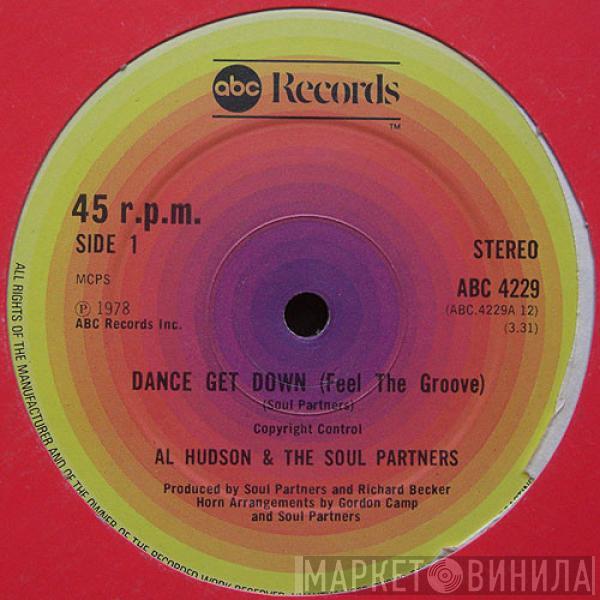 abc Records
TM
45 r.p.m.
SIDE 1
STEREO
MCPS
ABC 4229
(ABC.4229A 12)
(3.31)
℗ 1978
ABC Records Inc.
DANCE GET DOWN (Feel The Groove)
(Soul Partners)
Copyright Control
AL HUDSON & THE SOUL PARTNERS
Produced by Soul Partners and Richard Becker
Horn Arrangements by Gordon Camp
and Soul Partners
ALL RIGHTS OF THE MANUFACTURER AND OF THE OWNER OF THE RECORDED WORK RESERVED
МАРКЕТ ВИНИЛА